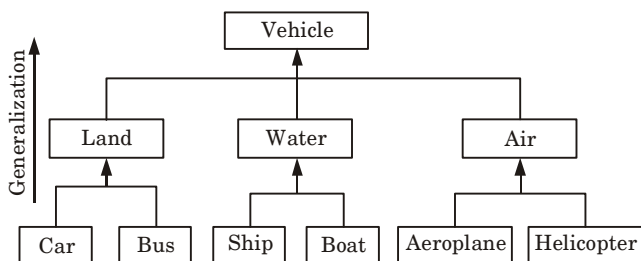 Vehicle
Generalization
Land
Water
Air
Car
Bus
Ship
Boat
Aeroplane
Helicopter